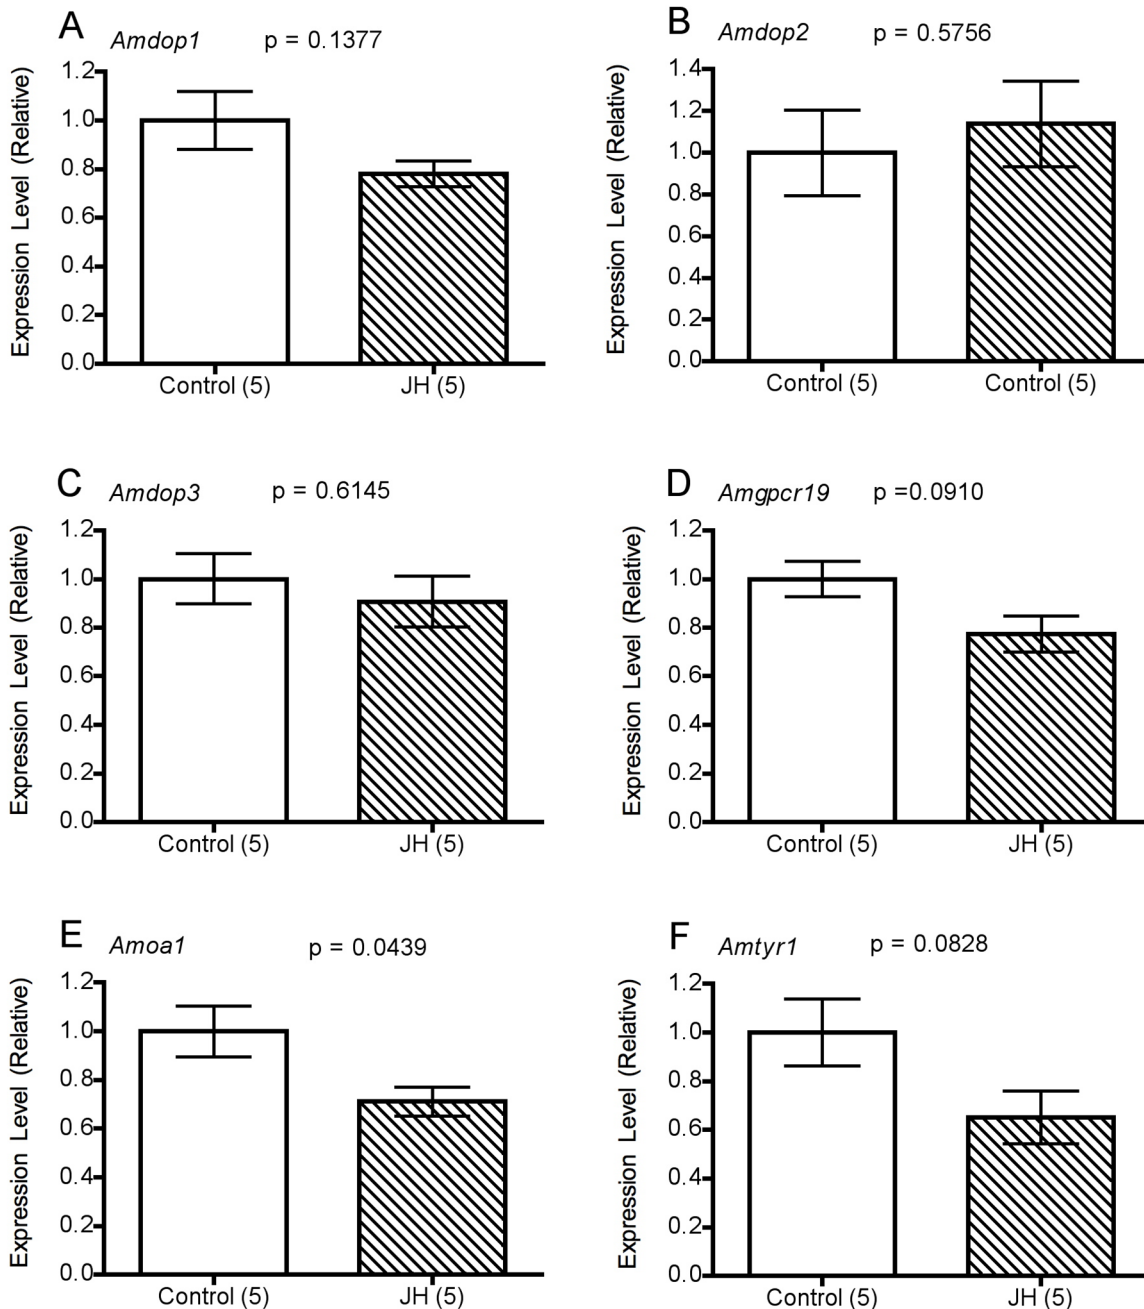 A
Amdop1
p = 0.1377
Expression Level (Relative)
1.2
1.0
0.8
0.6
0.4
0.2
0.0
Control (5)
JH (5)
B
Amdop2
p = 0.5756
Expression Level (Relative)
1.4
1.2
1.0
0.8
0.6
0.4
0.2
0.0
Control (5)
Control (5)
C
Amdop3
p = 0.6145
Expression Level (Relative)
1.2
1.0
0.8
0.6
0.4
0.2
0.0
Control (5)
JH (5)
D
Amgpcr19
p =0.0910
Expression Level (Relative)
1.2
1.0
0.8
0.6
0.4
0.2
0.0
Control (5)
JH (5)
E
Amoa1
p = 0.0439
Expression Level (Relative)
1.2
1.0
0.8
0.6
0.4
0.2
0.0
Control (5)
JH (5)
F
Amtyr1
p = 0.0828
Expression Level (Relative)
1.2
1.0
0.8
0.6
0.4
0.2
0.0
Control (5)
JH (5)